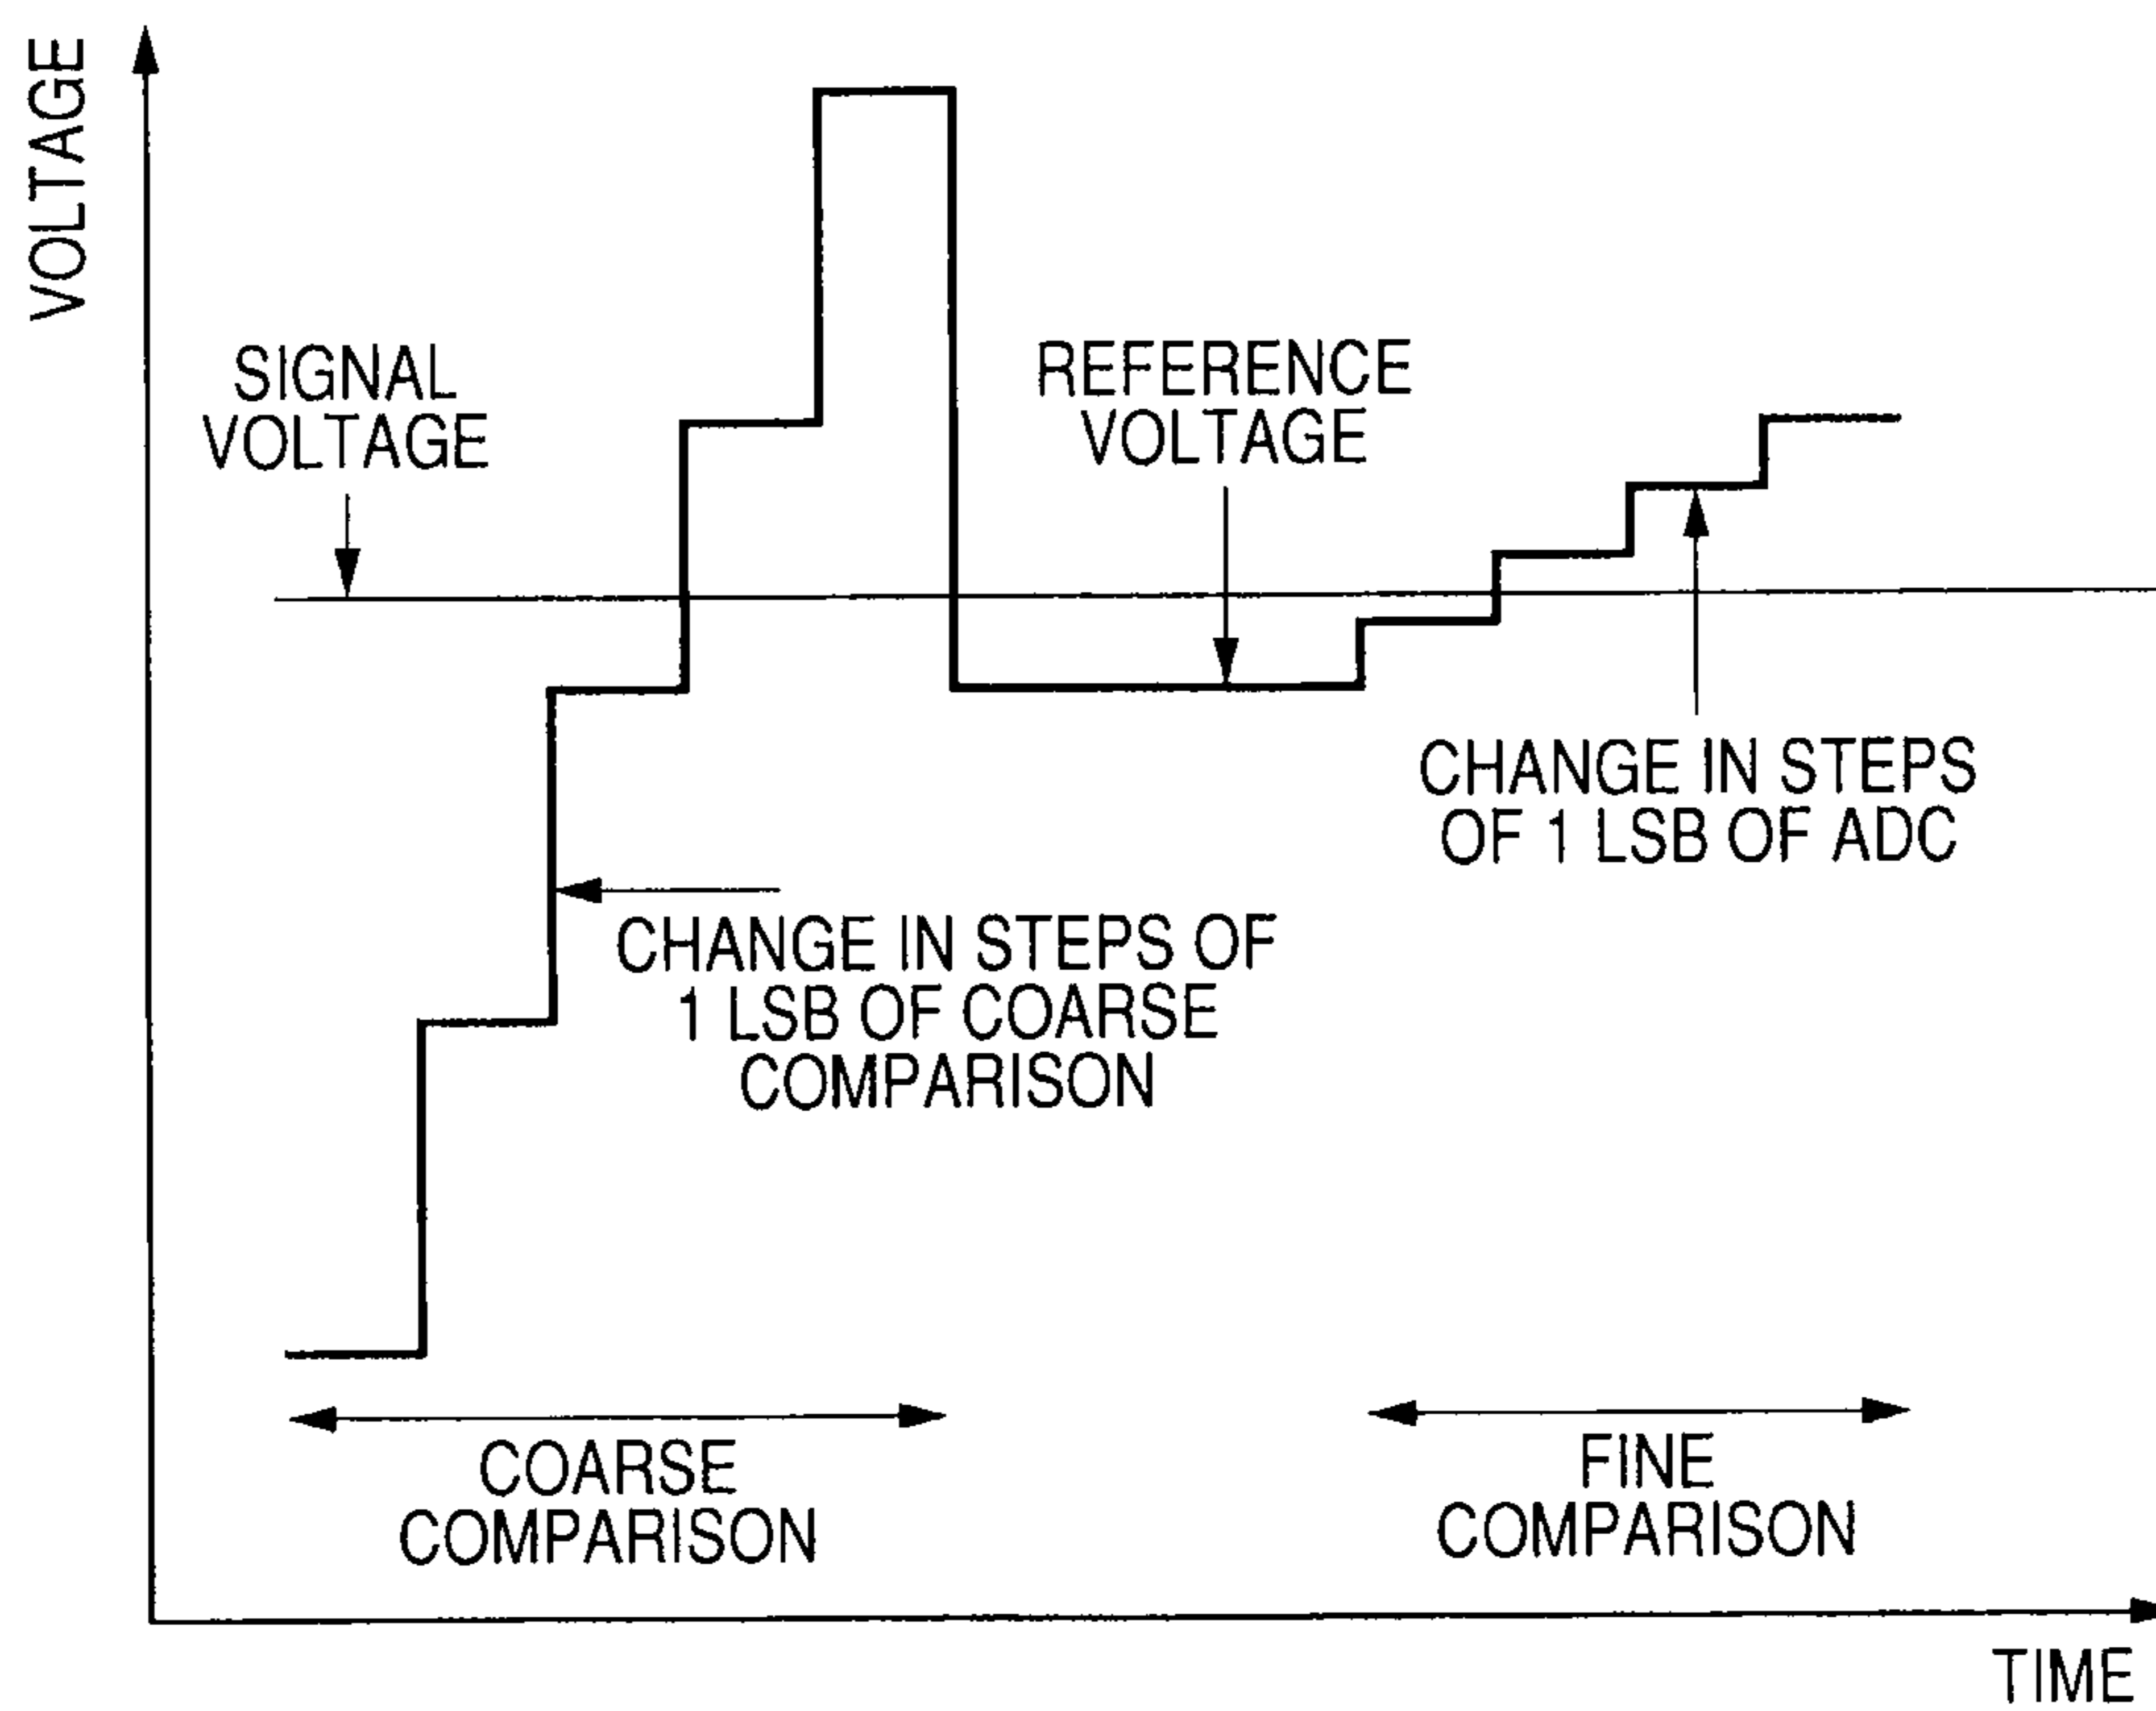 VOLTAGE
SIGNAL
VOLTAGE
REFERENCE
VOLTAGE
CHANGE IN STEPS
OF 1 LSB OF ADC
CHANGE IN STEPS OF
1 LSB OF COARSE
COMPARISON
COARSE
COMPARISON
FINE
COMPARISON
TIME